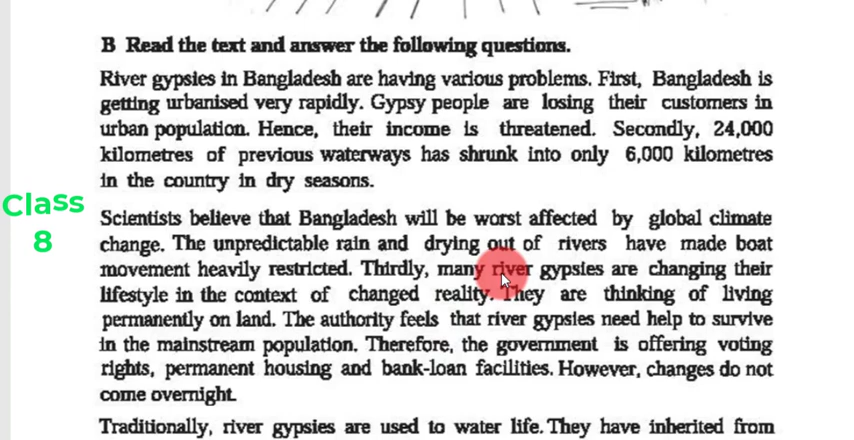 B Read the text and answer the following questions.
River gypsies in Bangladesh are having various problems. First, Bangladesh is
getting urbanised very rapidly. Gypsy people are losing their customers in
urban population. Hence, their income is threatened. Secondly, 24,000
kilometres of previous waterways has shrunk into only 6,000 kilometres
in the country in dry seasons.
Class
8
Scientists believe that Bangladesh will be worst affected by global climate
change. The unpredictable rain and drying out of rivers have made boat
movement heavily restricted. Thirdly, many river gypsies are changing their
lifestyle in the context of changed reality. They are thinking of living
permanently on land. The authority feels that river gypsies need help to survive
in the mainstream population. Therefore, the government is offering voting
rights, permanent housing and bank-loan facilities. However, changes do not
come overnight.
Traditionally, river gypsies are used to water life. They have inherited from